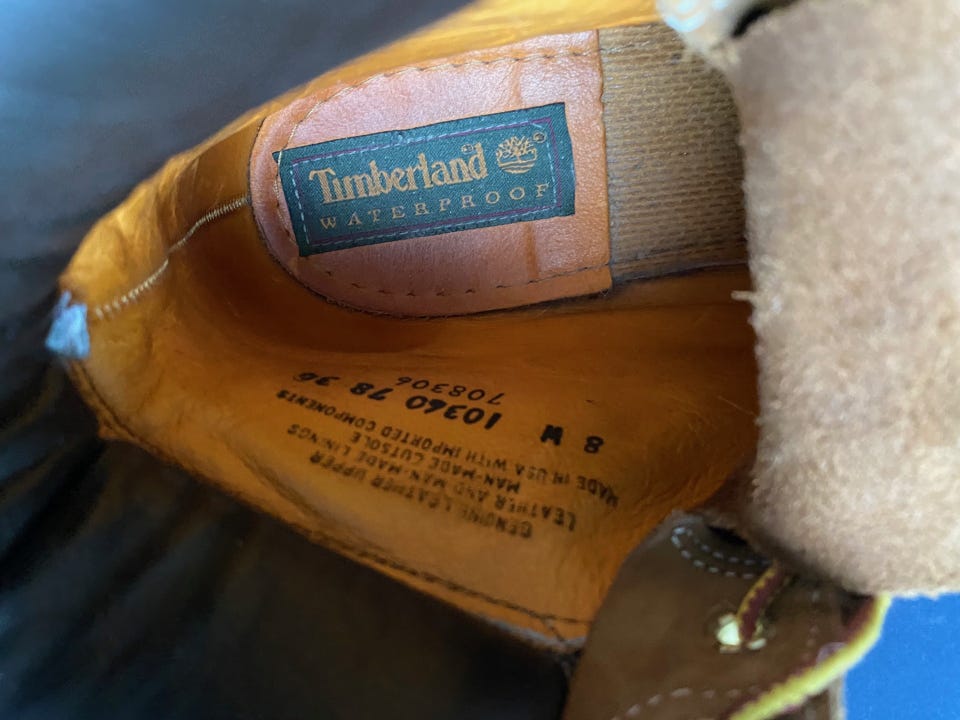 Timberland®
WATERPROOF
GENUINE LEATHER UPPER
LEATHER AND MAN-MADE LININGS
MAN-MADE OUTSOLE
MADE IN USA WITH IMPORTED COMPONENTS
8 W 10360 78 36
708306